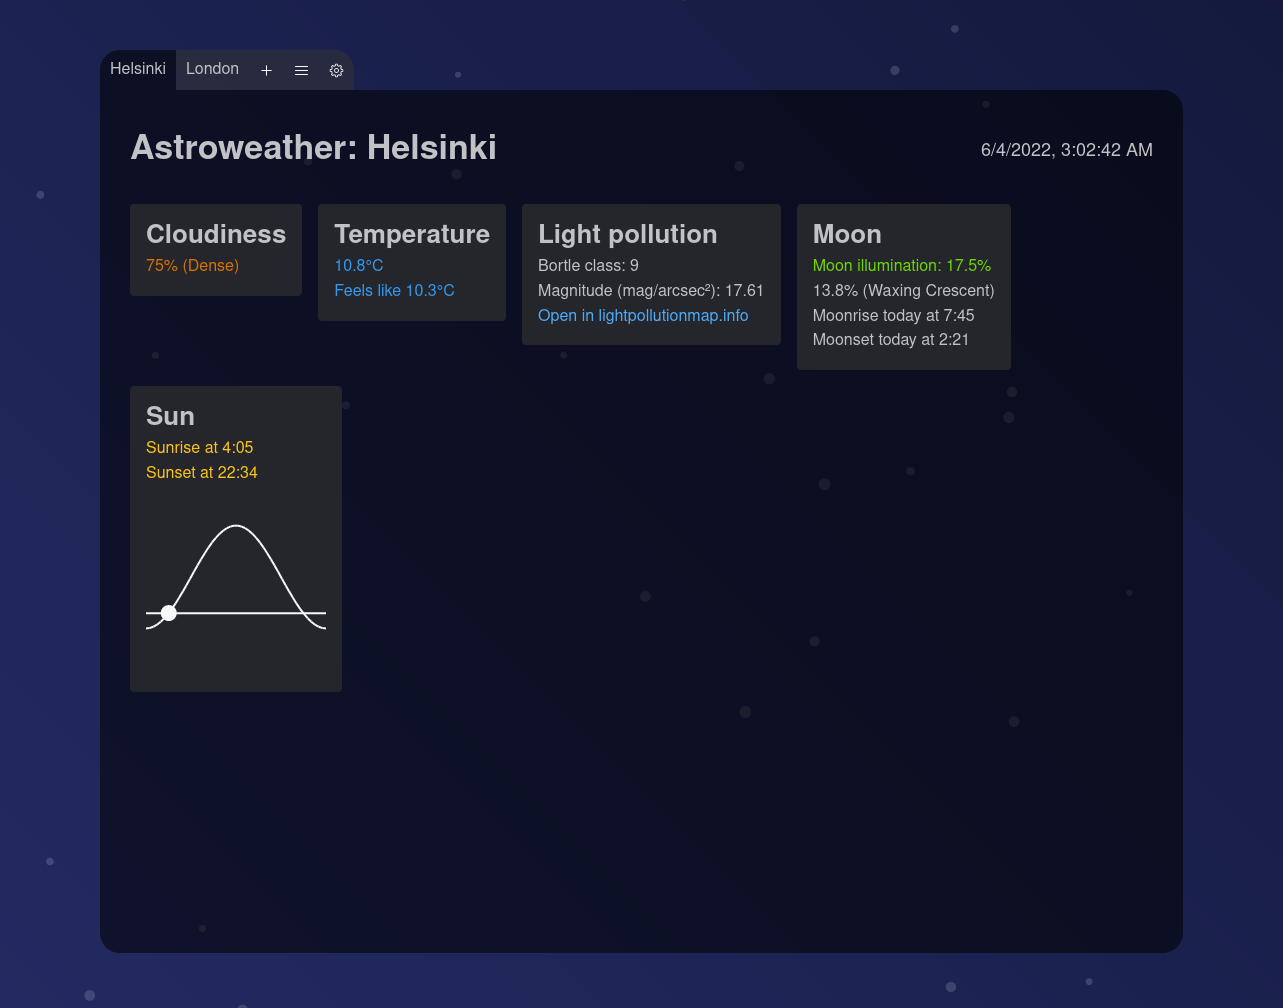 Helsinki London
Astroweather: Helsinki
6/4/2022, 3:02:42 AM
Cloudiness
75% (Dense)
Temperature
10.8°C
Feels like 10.3°C
Light pollution
Bortle class: 9
Magnitude (mag/arcsec²): 17.61
Open in lightpollutionmap.info
Moon
Moon illumination: 17.5%
13.8% (Waxing Crescent)
Moonrise today at 7:45
Moonset today at 2:21
Sun
Sunrise at 4:05
Sunset at 22:34